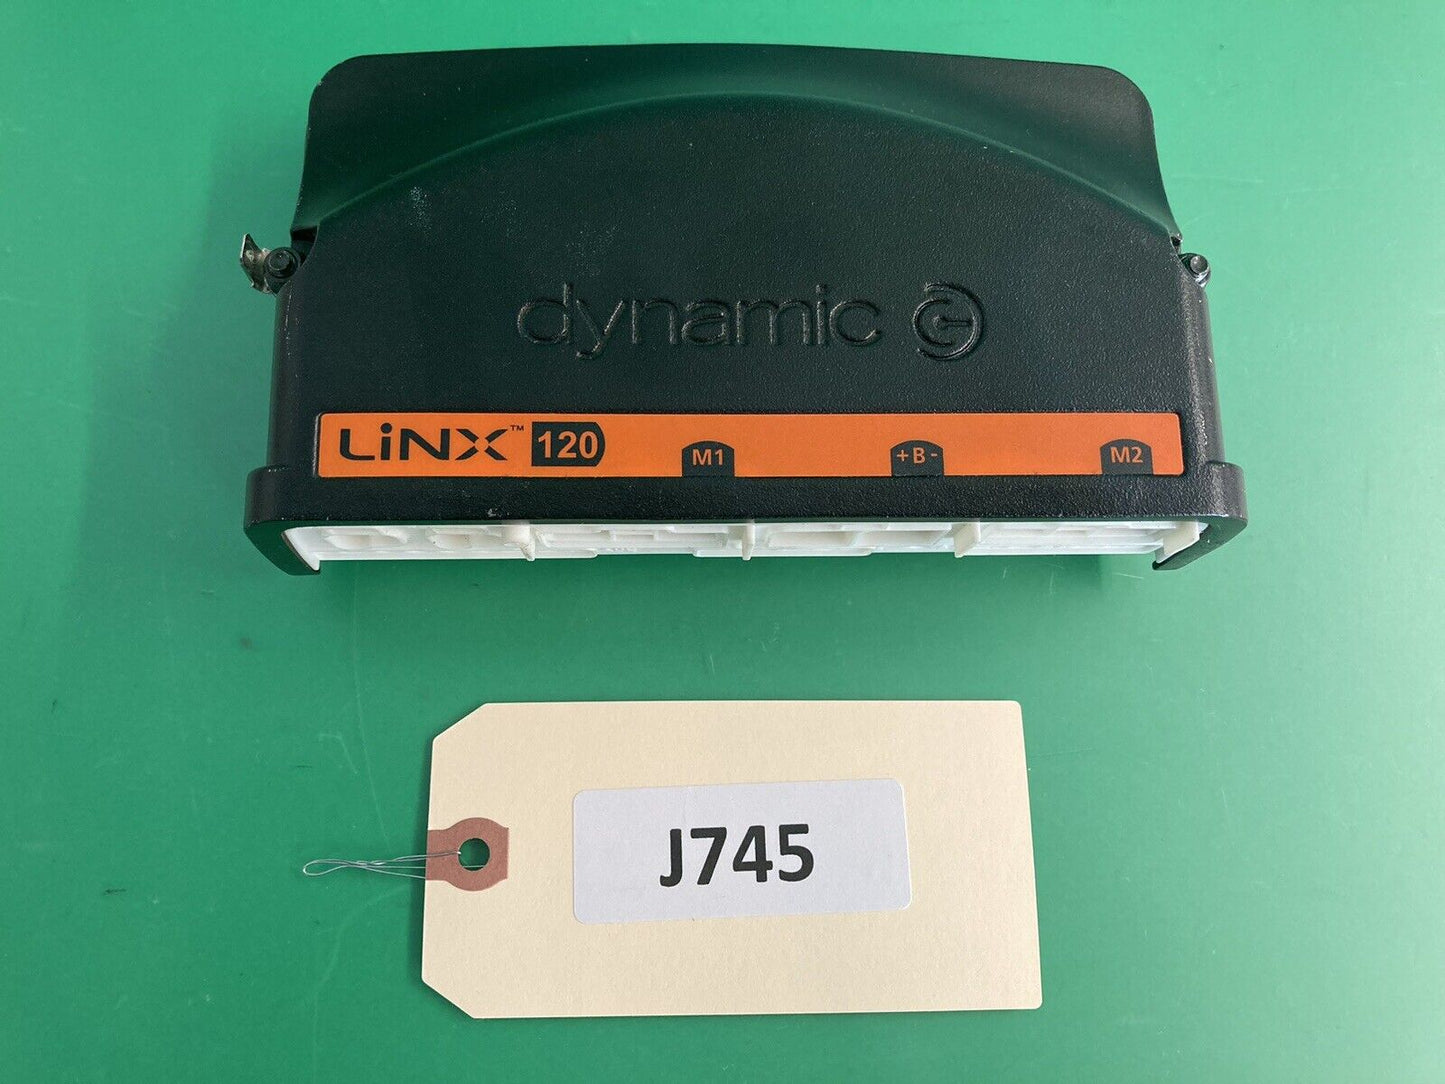 dynamic
LiNX™ 120 M1 +B- M2
J745